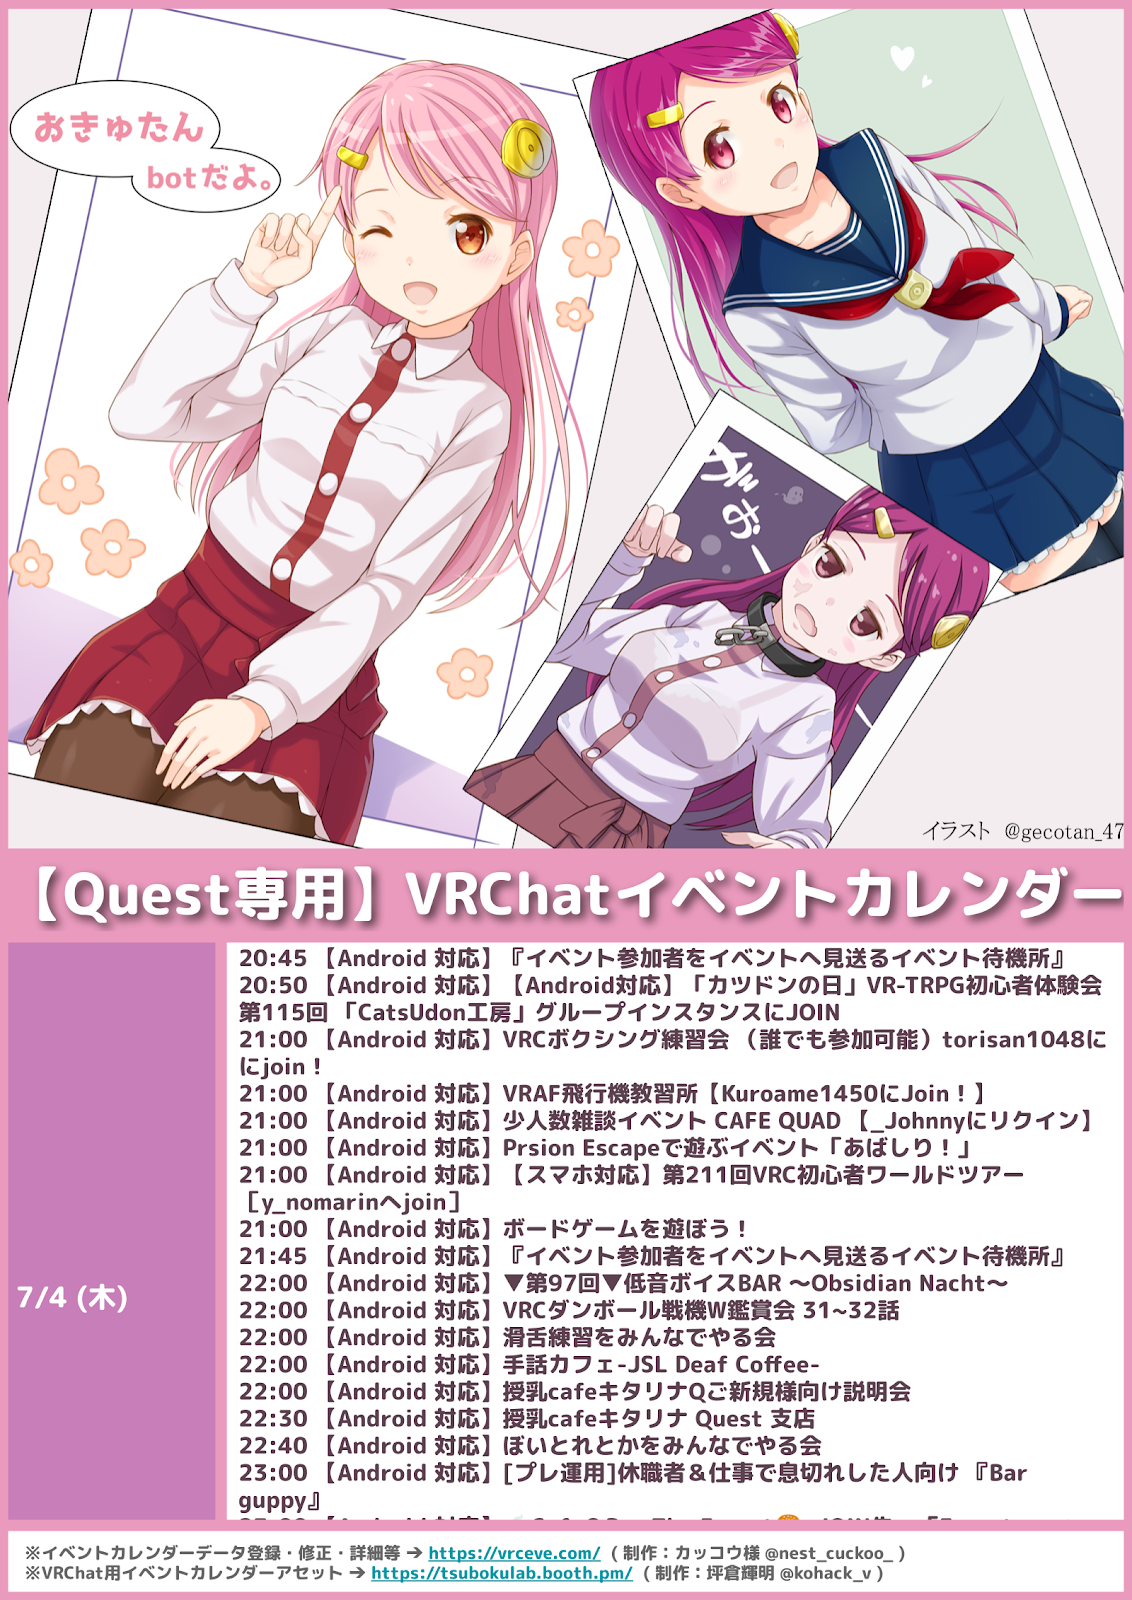 おきゅたん
botだよ。
がおー
イラスト @gecotan_47
【Quest専用】VRChatイベントカレンダー
7/4 (木)
20:45 【Android 対応】『イベント参加者をイベントへ見送るイベント待機所』
20:50 【Android 対応】【Android対応】「カツドンの日」VR-TRPG初心者体験会
第115回 「CatsUdon工房」グループインスタンスにJOIN
21:00 【Android 対応】VRCボクシング練習会 （誰でも参加可能）torisan1048に
にjoin！
21:00 【Android 対応】VRAF飛行機教習所【Kuroame1450にJoin！】
21:00 【Android 対応】少人数雑談イベント CAFE QUAD 【_Johnnyにリクイン】
21:00 【Android 対応】Prsion Escapeで遊ぶイベント「あばしり！」
21:00 【Android 対応】【スマホ対応】第211回VRC初心者ワールドツアー
［y_nomarinへjoin］
21:00 【Android 対応】ボードゲームを遊ぼう！
21:45 【Android 対応】『イベント参加者をイベントへ見送るイベント待機所』
22:00 【Android 対応】▼第97回▼低音ボイスBAR ～Obsidian Nacht～
22:00 【Android 対応】VRCダンボール戦機W鑑賞会 31~32話
22:00 【Android 対応】滑舌練習をみんなでやる会
22:00 【Android 対応】手話カフェ-JSL Deaf Coffee-
22:00 【Android 対応】授乳cafeキタリナQご新規様向け説明会
22:30 【Android 対応】授乳cafeキタリナ Quest 支店
22:40 【Android 対応】ぼいとれとかをみんなでやる会
23:00 【Android 対応】[プレ運用]休職者＆仕事で息切れした人向け 『Bar
guppy』
※イベントカレンダーデータ登録・修正・詳細等 ➔ https://vrceve.com/ ( 制作：カッコウ様 @nest_cuckoo_ )
※VRChat用イベントカレンダーアセット ➔ https://tsubokulab.booth.pm/ ( 制作：坪倉輝明 @kohack_v )